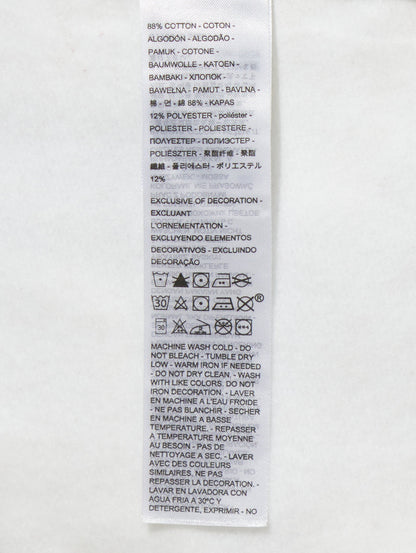 88% COTTON - COTON -
ALGODÓN - ALGODÃO -
PAMUK - COTONE -
BAUMWOLLE - KATOEN -
BAMBAKI - ХЛОПОК -
BAWEŁNA - PAMUT - BAVLNA -
棉 - 면 - 綿 88% - KAPAS
12% POLYESTER - poliéster -
POLIESTER - POLIESTERE -
ПОЛУЕСТЕР - ПОЛИЭСТЕР -
POLIÉSZTER - 聚酯纤维 - 聚酯
纖維 - 폴리에스터 - ポリエステル
12%
EXCLUSIVE OF DECORATION -
EXCLUANT
L'ORNEMENTATION -
EXCLUYENDO ELEMENTOS
DECORATIVOS - EXCLUINDO
DECORAÇÃO
®
30
30
MACHINE WASH COLD - DO
NOT BLEACH - TUMBLE DRY
LOW - WARM IRON IF NEEDED
- DO NOT DRY CLEAN. - WASH
WITH LIKE COLORS. DO NOT
IRON DECORATION. - LAVER
EN MACHINE A L'EAU FROIDE.
- NE PAS BLANCHIR - SECHER
EN MACHINE A BASSE
TEMPERATURE. - REPASSER
A TEMPERATURE MOYENNE
AU BESOIN - PAS DE
NETTOYAGE A SEC. - LAVER
AVEC DES COULEURS
SIMILAIRES. NE PAS
REPASSER LA DECORATION. -
LAVAR EN LAVADORA CON
AGUA FRIA A 30ºC Y
DETERGENTE, EXPRIMIR - NO